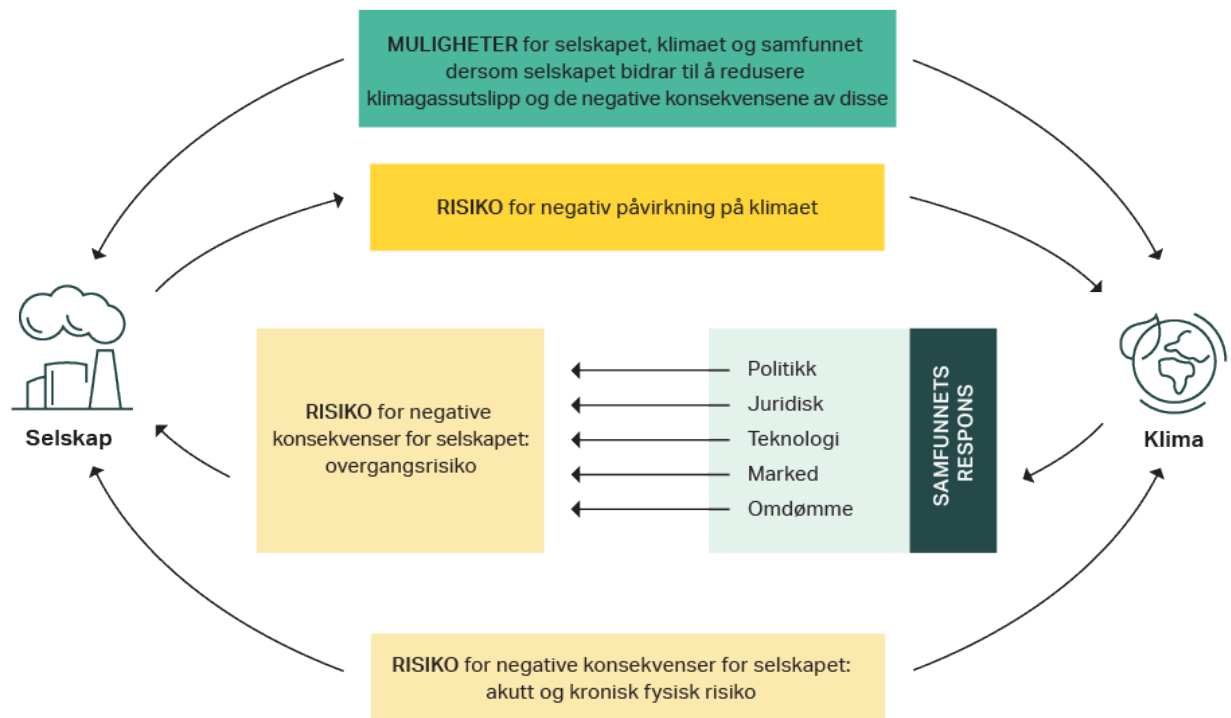 MULIGHETER for selskapet, klimaet og samfunnet
dersom selskapet bidrar til å redusere
klimagassutslipp og de negative konsekvensene av disse
RISIKO for negativ påvirkning på klimaet
Selskap
RISIKO for negative
konsekvenser for selskapet:
overgangsrisiko
Politikk
Juridisk
Teknologi
Marked
Omdømme
SAMFUNNETS
RESPONS
Klima
RISIKO for negative konsekvenser for selskapet:
akutt og kronisk fysisk risiko